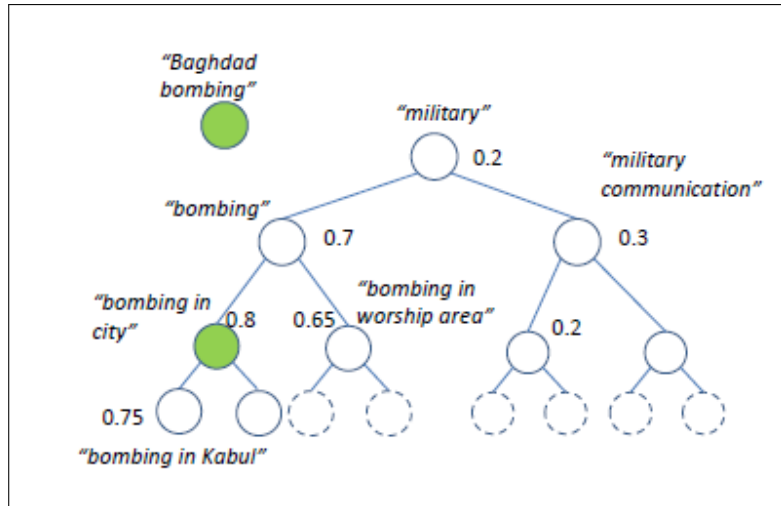 “Baghdad
bombing”
“military”
0.2
“military
communication”
“bombing”
0.7
0.3
“bombing in
city”
0.8
0.65
“bombing in
worship area”
0.2
0.75
“bombing in Kabul”